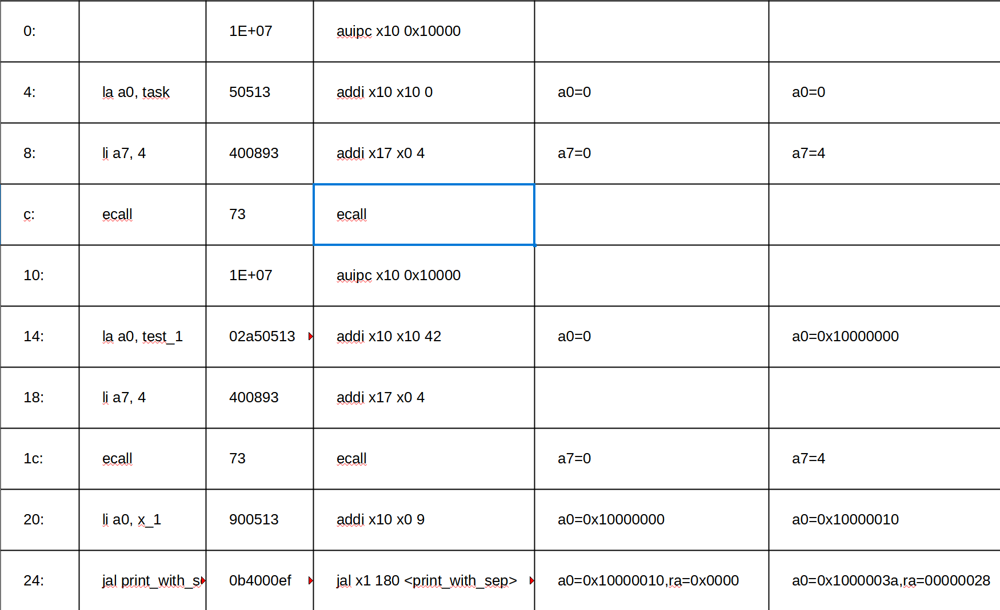 0: 1E+07 auipc x10 0x10000
4: la a0, task 50513 addi x10 x10 0 a0=0 a0=0
8: li a7, 4 400893 addi x17 x0 4 a7=0 a7=4
c: ecall 73 ecall
10: 1E+07 auipc x10 0x10000
14: la a0, test_1 02a50513 addi x10 x10 42 a0=0 a0=0x10000000
18: li a7, 4 400893 addi x17 x0 4
1c: ecall 73 ecall a7=0 a7=4
20: li a0, x_1 900513 addi x10 x0 9 a0=0x10000000 a0=0x10000010
24: jal print_with_s 0b4000ef jal x1 180 <print_with_sep> a0=0x10000010,ra=0x0000 a0=0x1000003a,ra=00000028